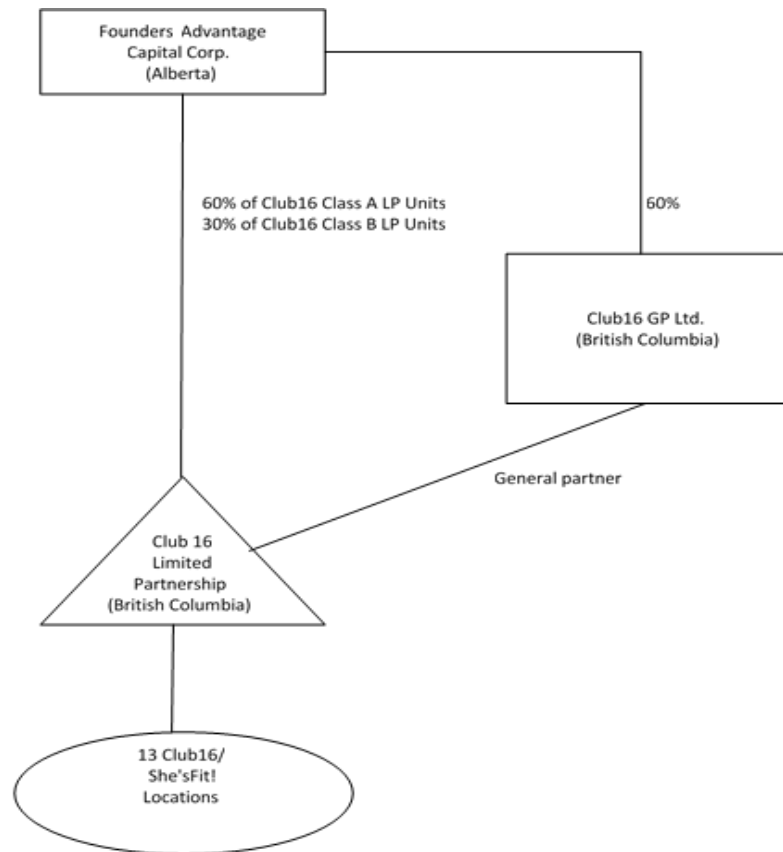 Founders Advantage
Capital Corp.
(Alberta)
60% of Club16 Class A LP Units
30% of Club16 Class B LP Units
60%
Club16 GP Ltd.
(British Columbia)
General partner
Club 16
Limited
Partnership
(British Columbia)
13 Club16/
She'sFit!
Locations